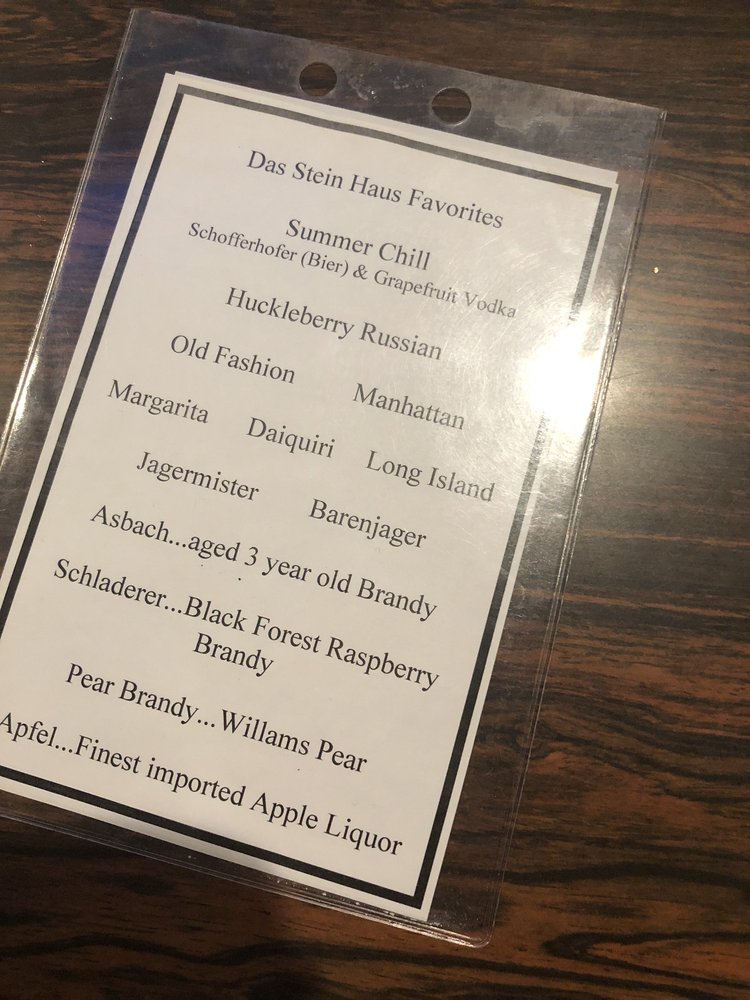 Das Stein Haus Favorites
Summer Chill
Schofferhofer (Bier) & Grapefruit Vodka
Huckleberry Russian
Old Fashion Manhattan
Margarita Daiquiri Long Island
Jagermister Barenjager
Asbach...aged 3 year old Brandy
Schladerer...Black Forest Raspberry
Brandy
Pear Brandy...Willams Pear
Apfel...Finest imported Apple Liquor